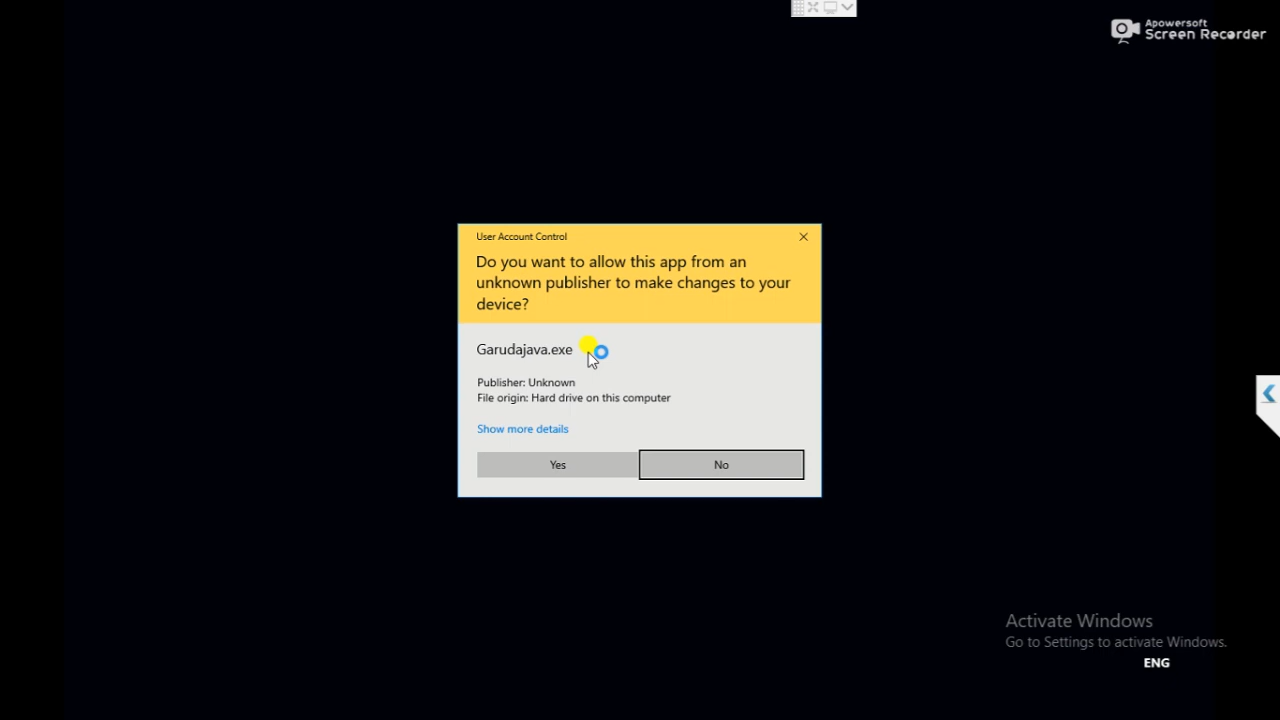 Apowersoft
Screen Recorder
User Account Control
Do you want to allow this app from an
unknown publisher to make changes to your
device?
Garudajava.exe
Publisher: Unknown
File origin: Hard drive on this computer
Show more details
Yes
No
Activate Windows
Go to Settings to activate Windows.
ENG